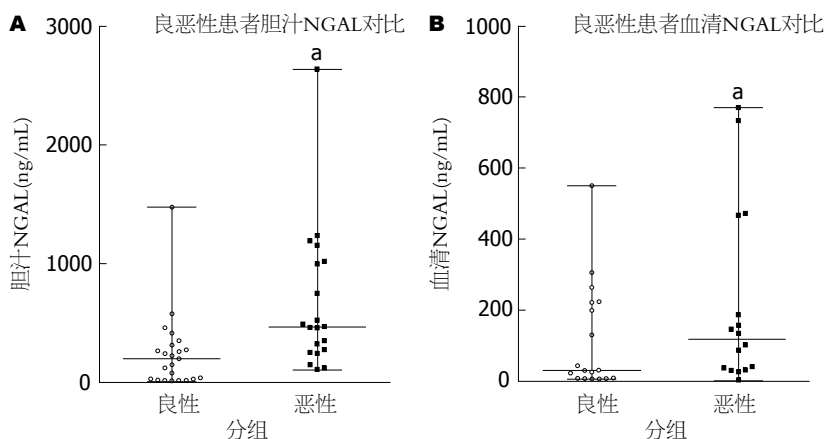 A
良恶性患者胆汁NGAL对比
胆汁NGAL(ng/mL)
3000
2000
1000
0
a
良性
恶性
分组
B
良恶性患者血清NGAL对比
血清NGAL(ng/mL)
1000
800
600
400
200
0
a
良性
恶性
分组